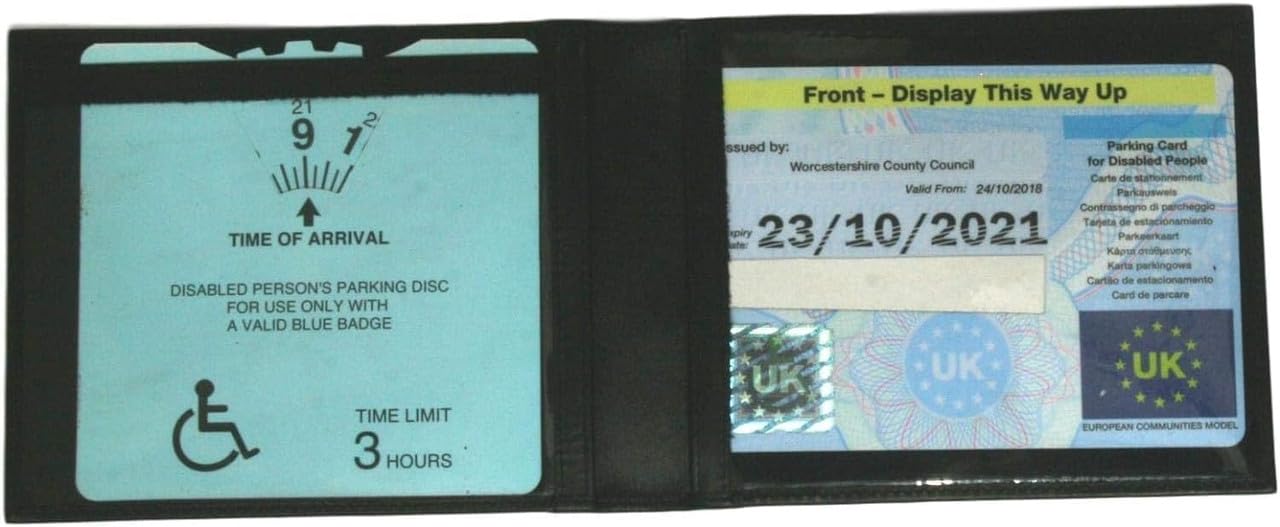 21
9
1
2
TIME OF ARRIVAL
DISABLED PERSON'S PARKING DISC
FOR USE ONLY WITH
A VALID BLUE BADGE
TIME LIMIT
3 HOURS
Front – Display This Way Up
ssued by:
Worcestershire County Council
Valid From: 24/10/2018
xpiry
ate:
23/10/2021
Parking Card
for Disabled People
Carte de stationnement
Parkausweis
Contrassegno di parcheggio
Tarjeta de estacionamiento
Parkeerkaart
Κάρτα στάθμευσης
Karta parkingowa
Cartão de estacionamento
Card de parcare
UK
UK
UK
EUROPEAN COMMUNITIES MODEL